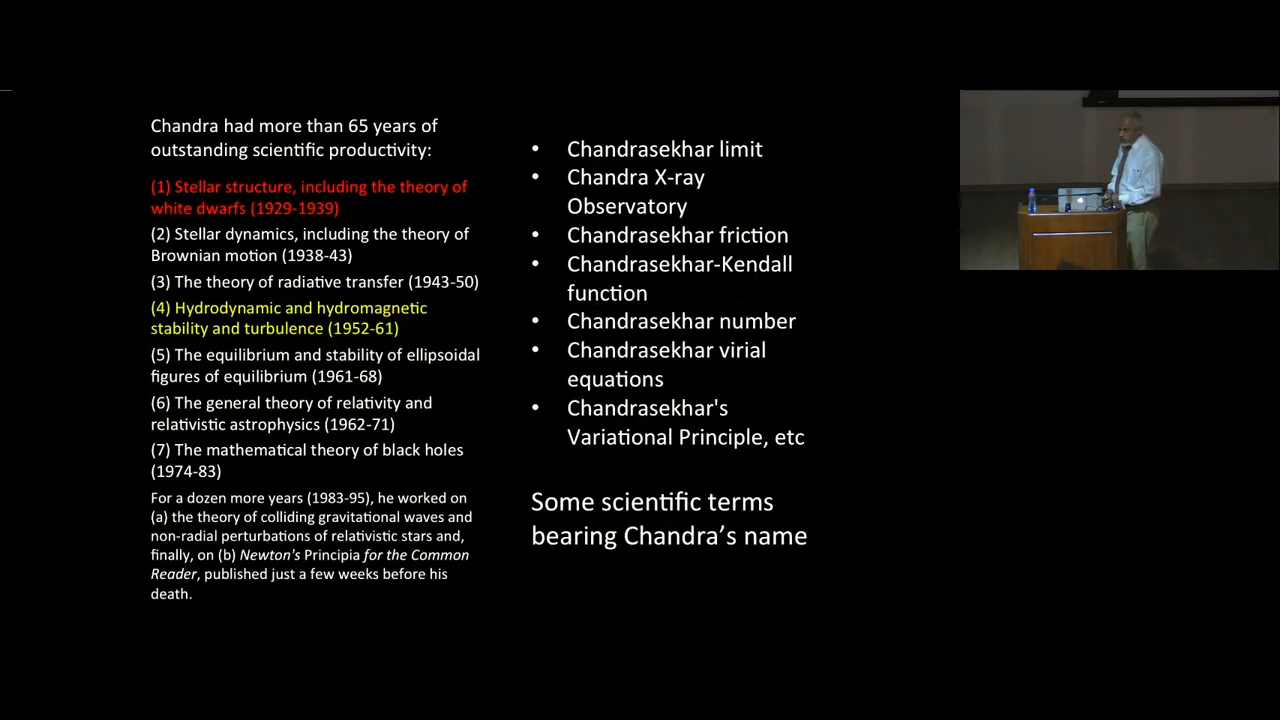 Chandra had more than 65 years of
outstanding scientific productivity:
(1) Stellar structure, including the theory of
white dwarfs (1929-1939)
(2) Stellar dynamics, including the theory of
Brownian motion (1938-43)
(3) The theory of radiative transfer (1943-50)
(4) Hydrodynamic and hydromagnetic
stability and turbulence (1952-61)
(5) The equilibrium and stability of ellipsoidal
figures of equilibrium (1961-68)
(6) The general theory of relativity and
relativistic astrophysics (1962-71)
(7) The mathematical theory of black holes
(1974-83)
For a dozen more years (1983-95), he worked on
(a) the theory of colliding gravitational waves and
non-radial perturbations of relativistic stars and,
finally, on (b) Newton's Principia for the Common
Reader, published just a few weeks before his
death.
• Chandrasekhar limit
• Chandra X-ray
Observatory
• Chandrasekhar friction
• Chandrasekhar-Kendall
function
• Chandrasekhar number
• Chandrasekhar virial
equations
• Chandrasekhar's
Variational Principle, etc
Some scientific terms
bearing Chandra’s name